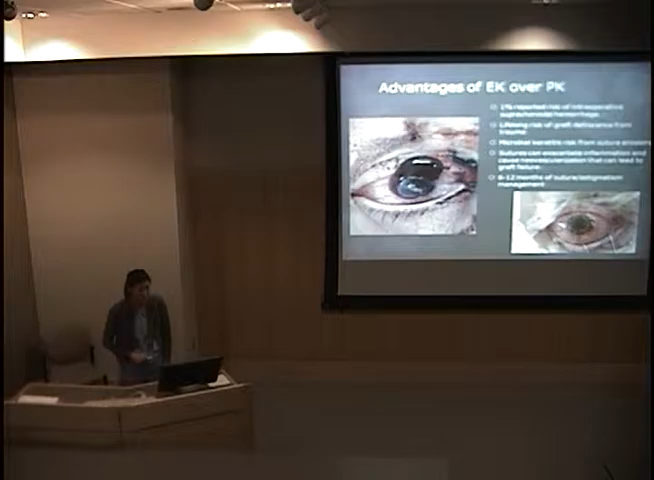 Advantages of EK over PK
1% reported risk of intraoperative
suprachoroidal hemorrhage
Lifelong risk of graft dehiscence from
trauma
Microbial keratitis risk from suture
Sutures can exacerbate inflammation and
cause neovascularization that can lead to
graft failure
6-12 months of suture/astigmatism
management